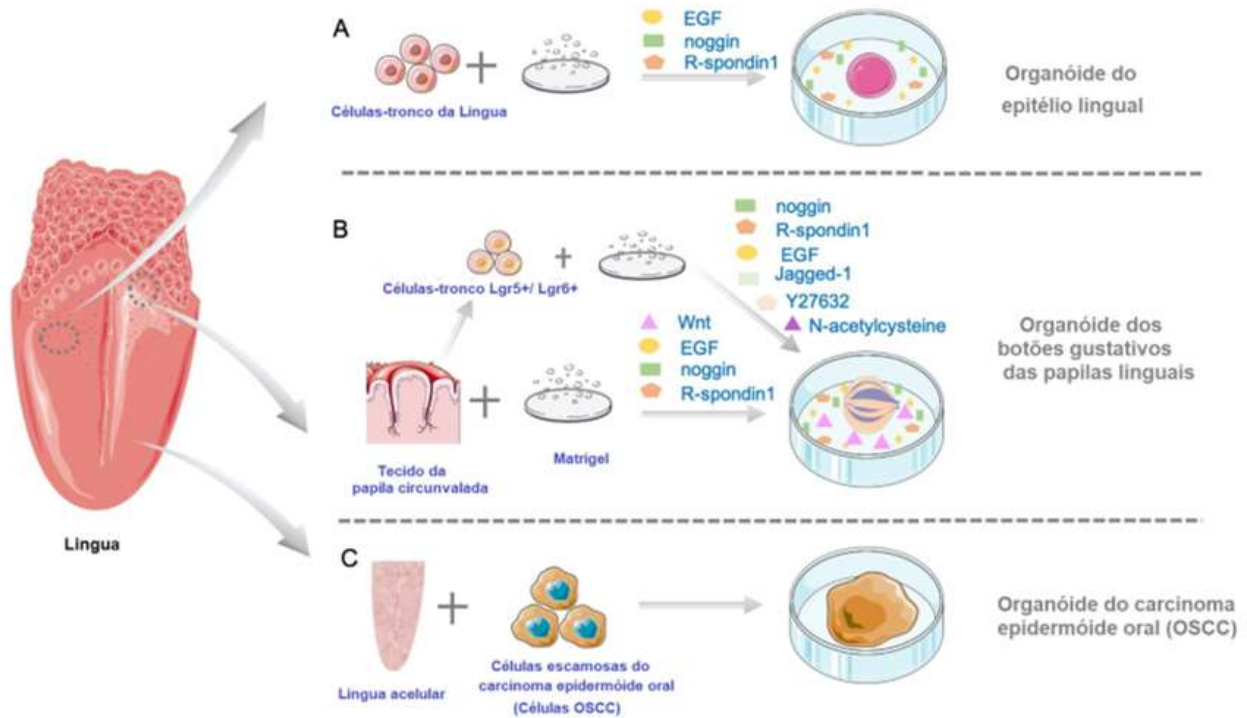 A
EGF
noggin
R-spondin1
Células-tronco da Lingua
Organóide do
epitélio lingual
B
noggin
R-spondin1
EGF
Jagged-1
Y27632
N-acetylcysteine
Células-tronco Lgr5+/ Lgr6+
Wnt
EGF
noggin
R-spondin1
Tecido da
papila circunvalada
Matrigel
Organóide dos
botões gustativos
das papilas linguais
Lingua
C
Lingua acelular
Células escamosas do
carcinoma epidermóide oral
(Células OSCC)
Organóide do carcinoma
epidermóide oral (OSCC)